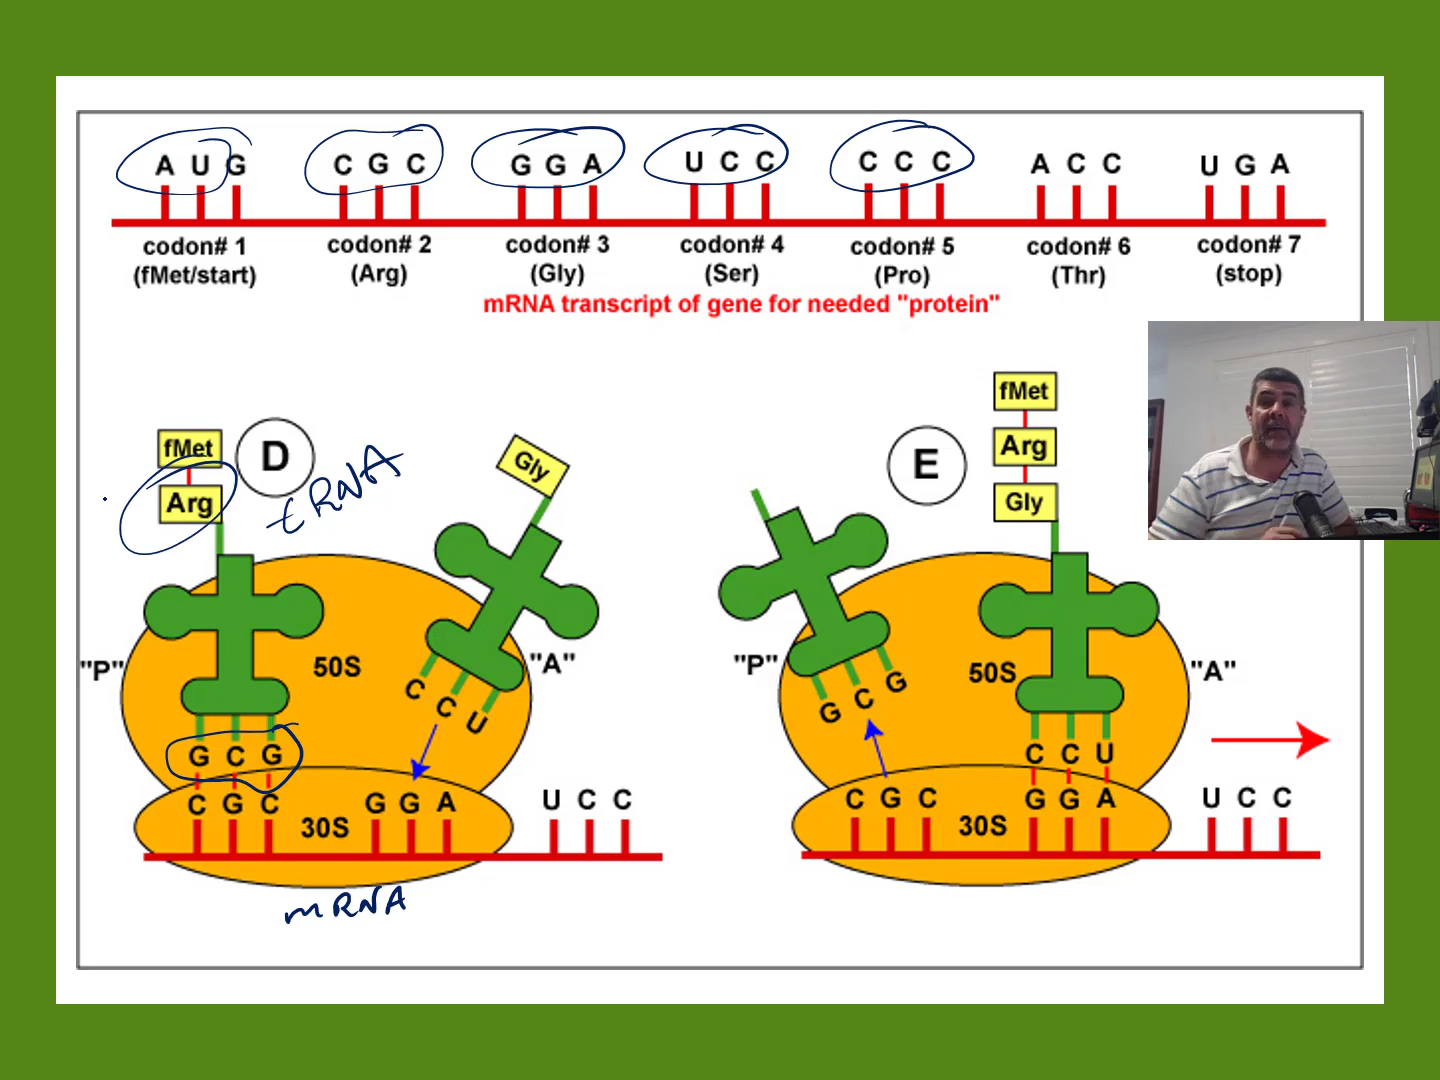 A U G C G C G G A U C C C C C A C C U G A
codon# 1 codon# 2 codon# 3 codon# 4 codon# 5 codon# 6 codon# 7
(fMet/start) (Arg) (Gly) (Ser) (Pro) (Thr) (stop)
mRNA transcript of gene for needed "protein"
fMet
Arg
D
tRNA
Gly
"P"
50S
"A"
C C U
G C G
C G C G G A U C C
30S
mRNA
E
fMet
Arg
Gly
"P"
50S
"A"
G C G
C C U
C G C G G A U C C
30S